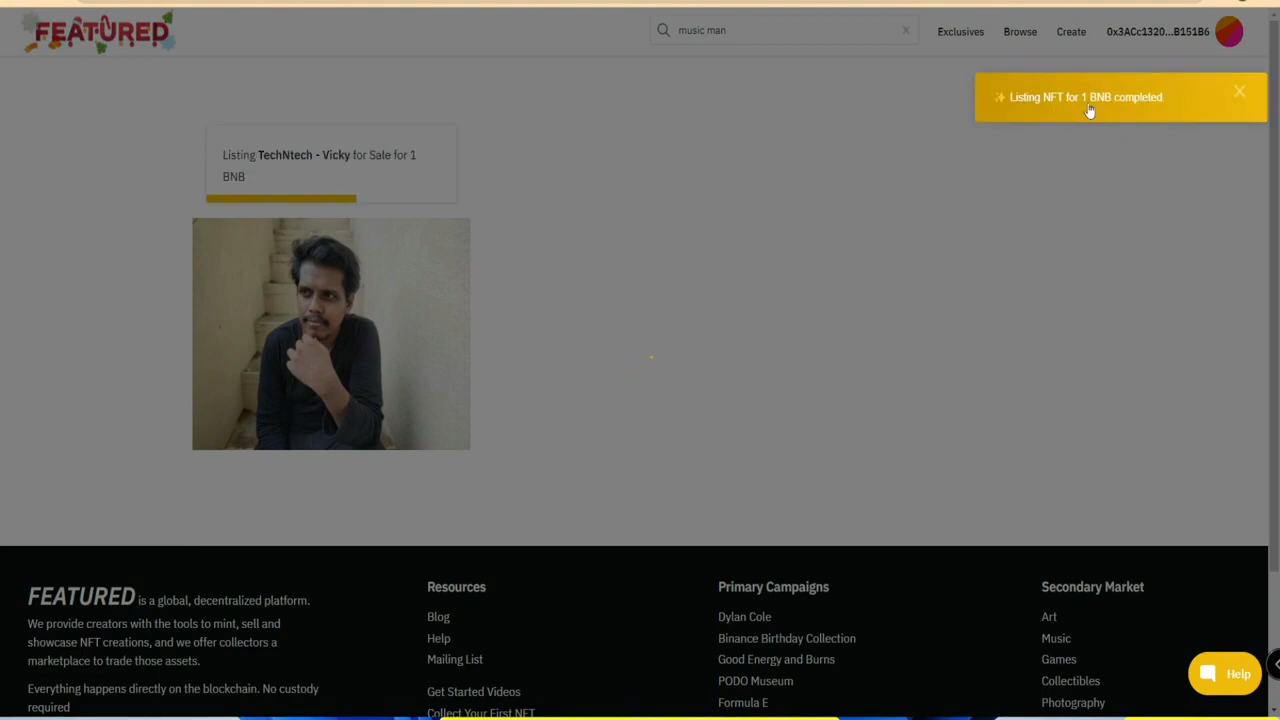 FEATURED
music man
Exclusives
Browse
Create
0x3ACc1320...B151B6
✨ Listing NFT for 1 BNB completed.
Listing TechNtech - Vicky for Sale for 1
BNB
FEATURED is a global, decentralized platform.
We provide creators with the tools to mint, sell and
showcase NFT creations, and we offer collectors a
marketplace to trade those assets.
Everything happens directly on the blockchain. No custody
required
Resources
Blog
Help
Mailing List
Get Started Videos
Collect Your First NFT
Primary Campaigns
Dylan Cole
Binance Birthday Collection
Good Energy and Burns
PODO Museum
Formula E
Secondary Market
Art
Music
Games
Collectibles
Photography
Help